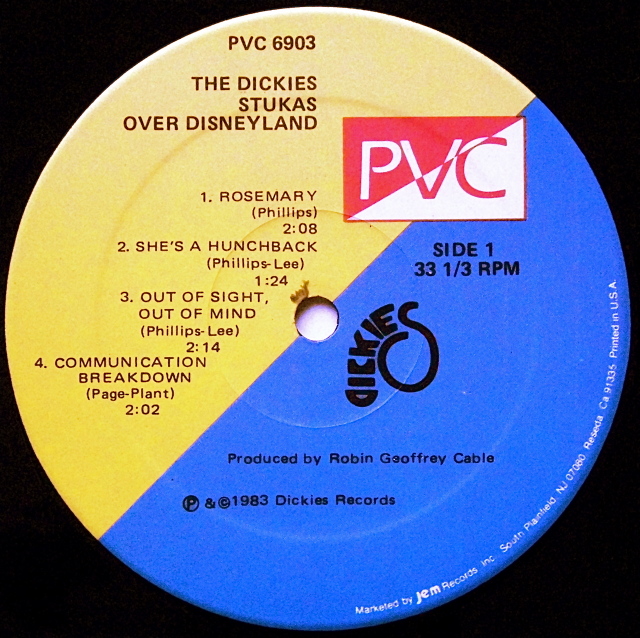 PVC 6903
THE DICKIES
STUKAS
OVER DISNEYLAND
PVC
1. ROSEMARY
(Phillips)
2:08
2. SHE'S A HUNCHBACK
(Phillips-Lee)
1:24
3. OUT OF SIGHT,
OUT OF MIND
(Phillips-Lee)
2:14
4. COMMUNICATION
BREAKDOWN
(Page-Plant)
2:02
SIDE 1
33 1/3 RPM
DICKIES
Produced by Robin Geoffrey Cable
℗ &©1983 Dickies Records
Marketed by Jem Records Inc. South Plainfield, NJ 07080 Reseda, Ca 91335 Printed in U.S.A.